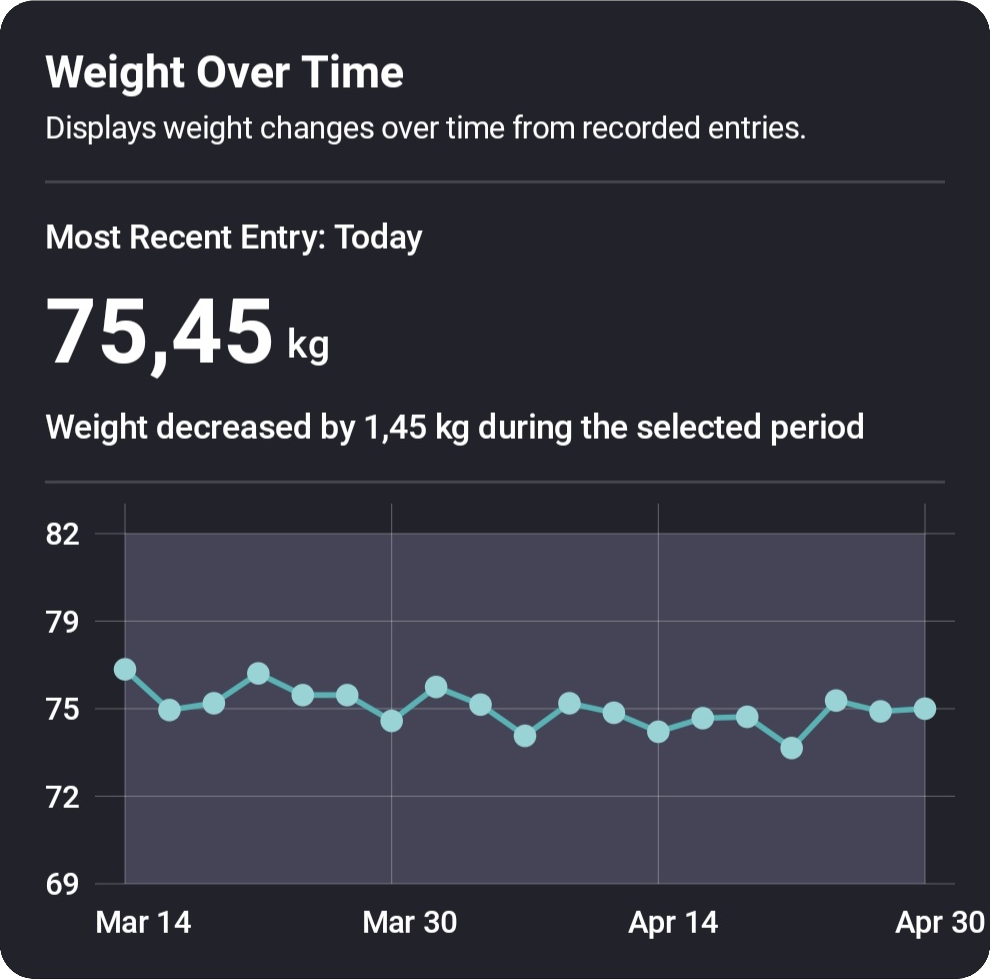 Weight Over Time
Displays weight changes over time from recorded entries.
Most Recent Entry: Today
75,45 kg
Weight decreased by 1,45 kg during the selected period
82
79
75
72
69
Mar 14 Mar 30 Apr 14 Apr 30